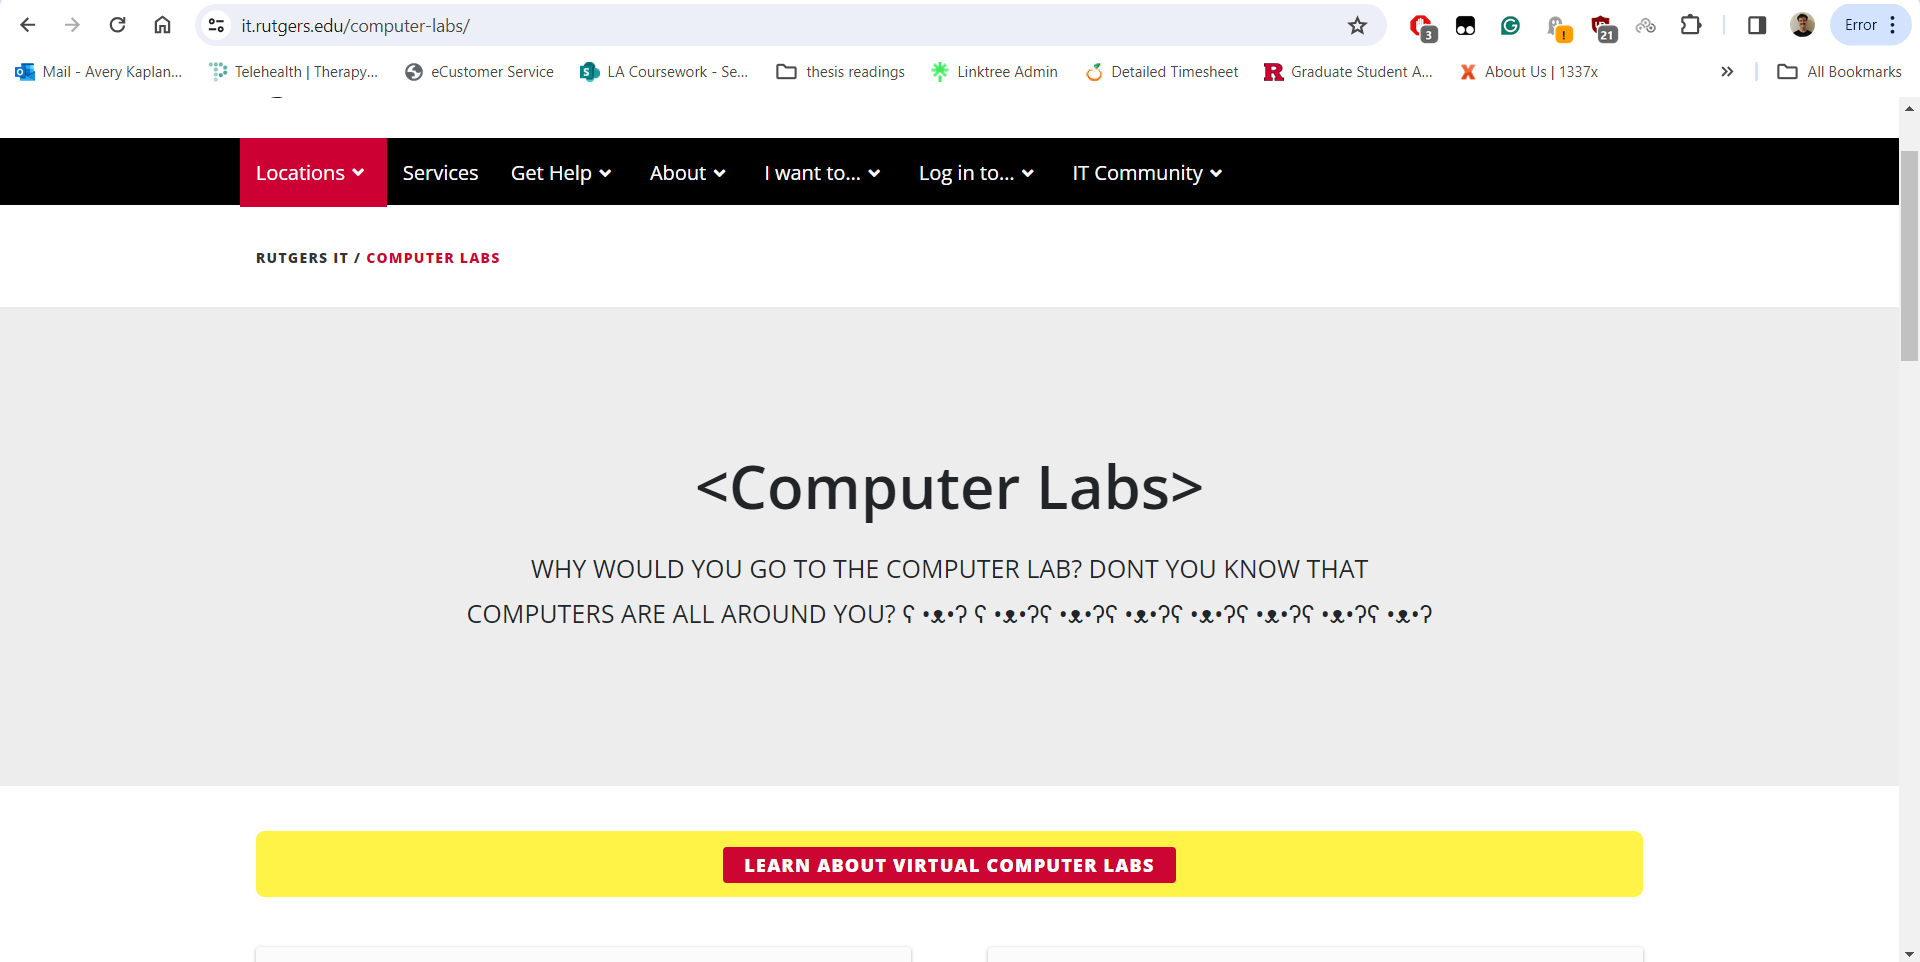 it.rutgers.edu/computer-labs/
3
!
21
Error
Mail - Avery Kaplan...
Telehealth | Therapy...
eCustomer Service
LA Coursework - Se...
thesis readings
Linktree Admin
Detailed Timesheet
Graduate Student A...
About Us | 1337x
All Bookmarks
Locations
Services
Get Help
About
I want to...
Log in to...
IT Community
RUTGERS IT / COMPUTER LABS
<Computer Labs>
WHY WOULD YOU GO TO THE COMPUTER LAB? DONT YOU KNOW THAT
COMPUTERS ARE ALL AROUND YOU? ʕ •ᴥ•ʔ ʕ •ᴥ•ʔʕ •ᴥ•ʔʕ •ᴥ•ʔʕ •ᴥ•ʔʕ •ᴥ•ʔʕ •ᴥ•ʔʕ •ᴥ•ʔ
LEARN ABOUT VIRTUAL COMPUTER LABS